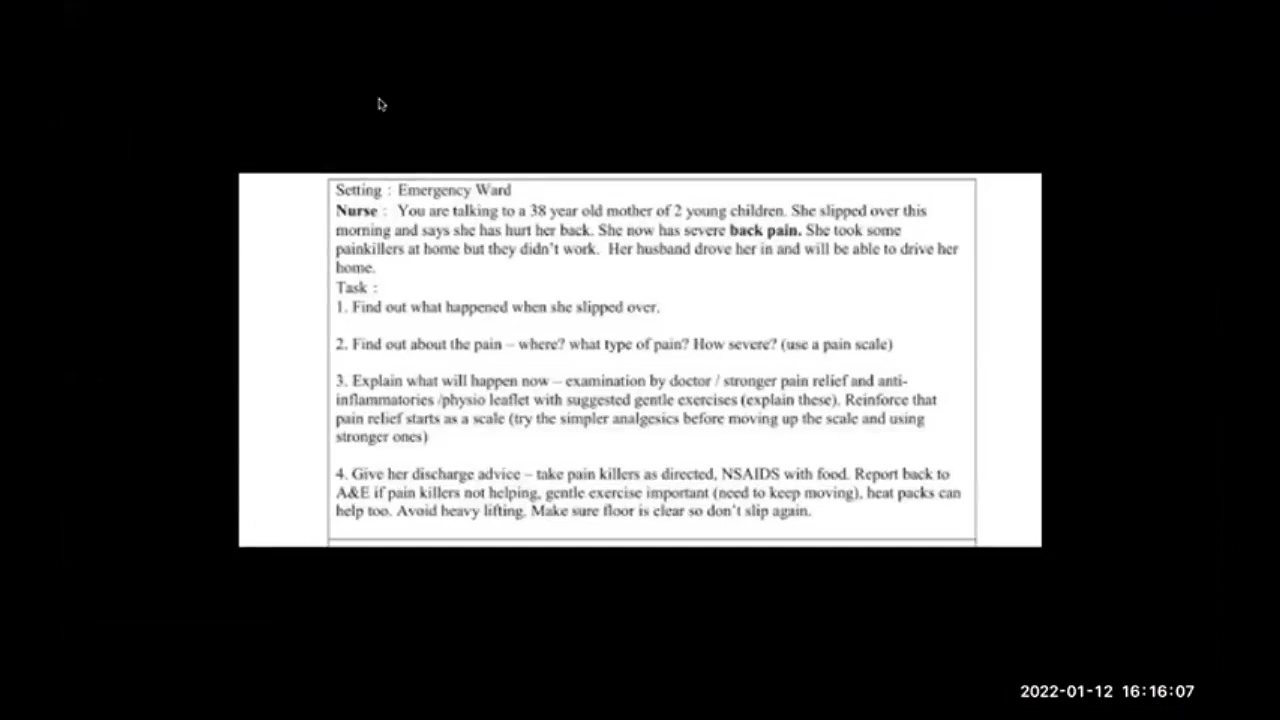 Setting : Emergency Ward
Nurse : You are talking to a 38 year old mother of 2 young children. She slipped over this
morning and says she has hurt her back. She now has severe back pain. She took some
painkillers at home but they didn't work. Her husband drove her in and will be able to drive her
home.
Task :
1. Find out what happened when she slipped over.
2. Find out about the pain – where? what type of pain? How severe? (use a pain scale)
3. Explain what will happen now – examination by doctor / stronger pain relief and anti-
inflammatories /physio leaflet with suggested gentle exercises (explain these). Reinforce that
pain relief starts as a scale (try the simpler analgesics before moving up the scale and using
stronger ones)
4. Give her discharge advice – take pain killers as directed, NSAIDS with food. Report back to
A&E if pain killers not helping, gentle exercise important (need to keep moving), heat packs can
help too. Avoid heavy lifting. Make sure floor is clear so don't slip again.
2022-01-12 16:16:07